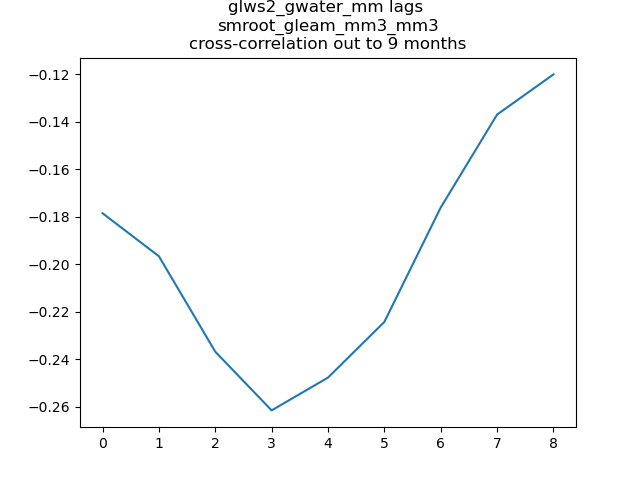 glws2_gwater_mm lags
smroot_gleam_mm3_mm3
cross-correlation out to 9 months
−0.12
−0.14
−0.16
−0.18
−0.20
−0.22
−0.24
−0.26
0 1 2 3 4 5 6 7 8